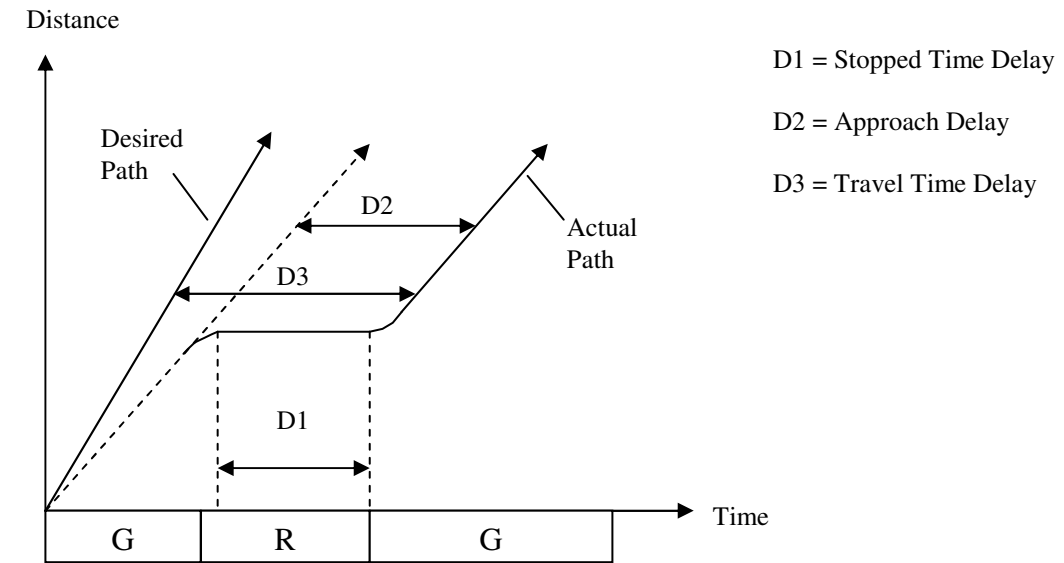 Distance
D1 = Stopped Time Delay
D2 = Approach Delay
D3 = Travel Time Delay
Desired
Path
D2
Actual
Path
D3
D1
G
R
G
Time